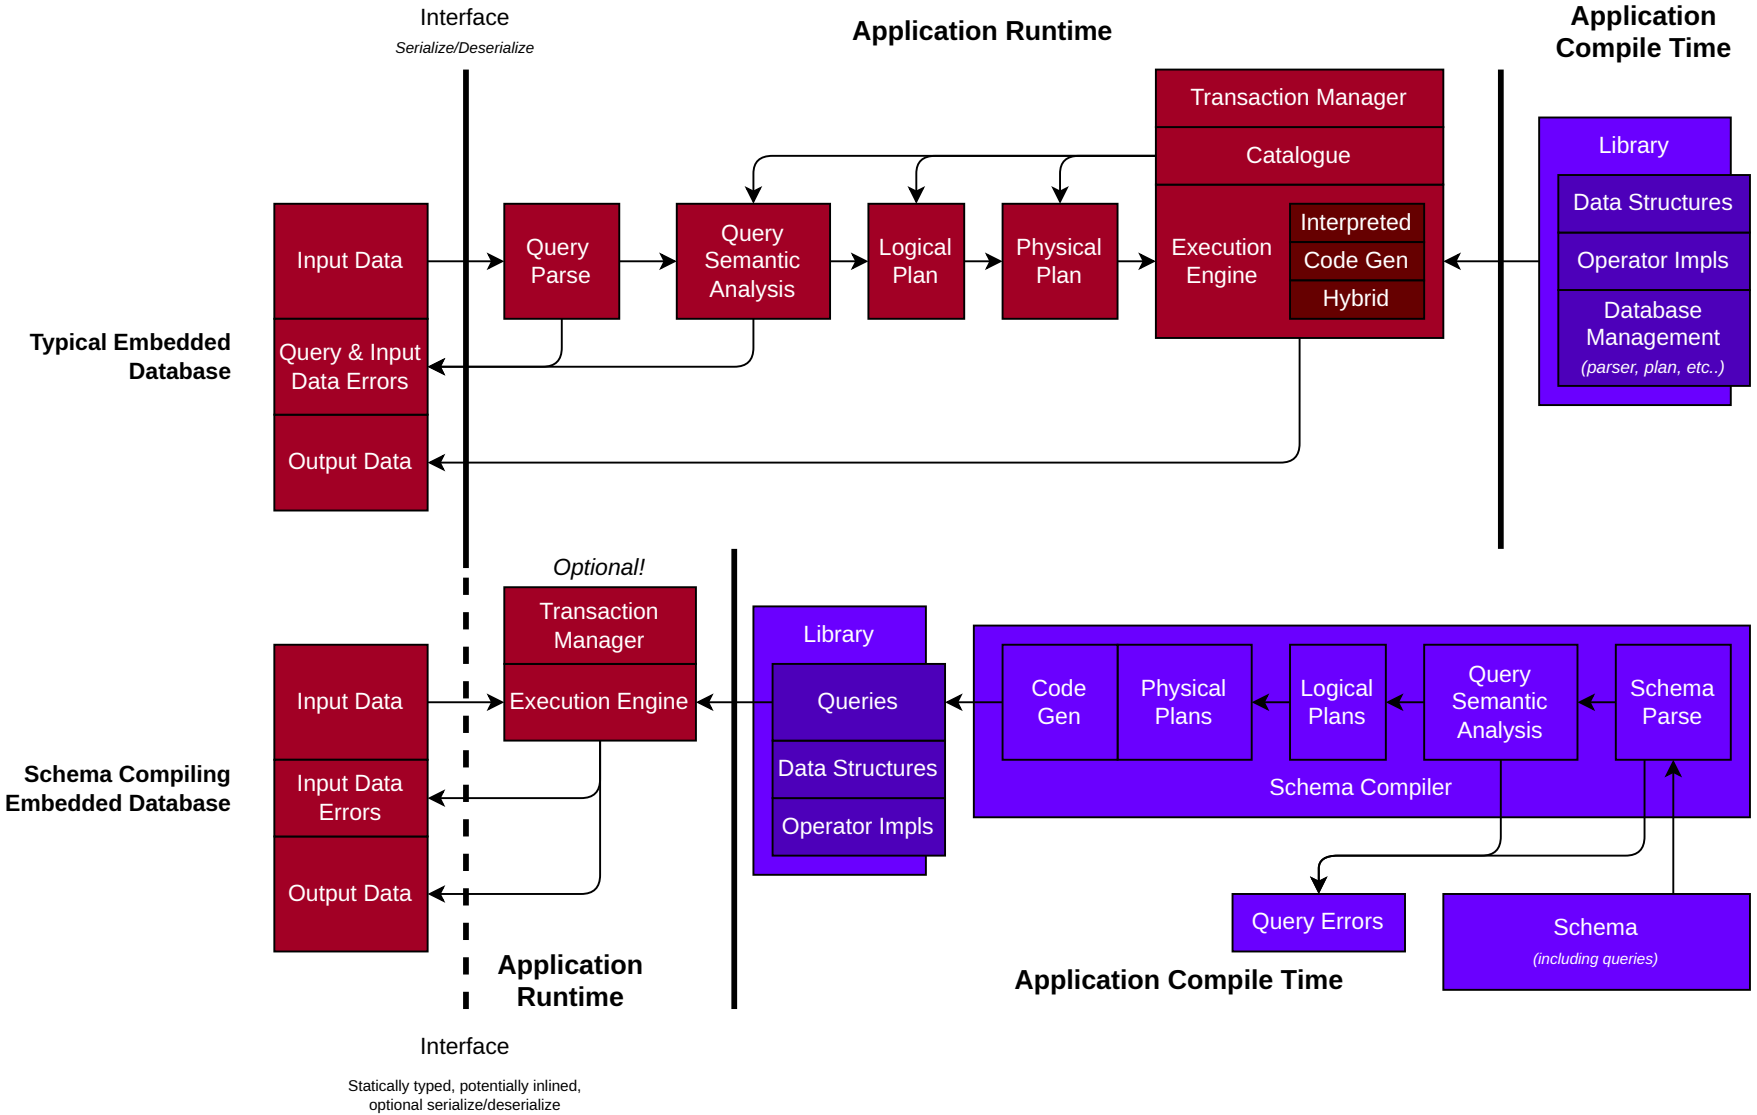 Interface
Serialize/Deserialize
Application Runtime
Application
Compile Time
Transaction Manager
Catalogue
Library
Data Structures
Operator Impls
Database
Management
(parser, plan, etc..)
Typical Embedded
Database
Input Data
Query & Input
Data Errors
Output Data
Query
Parse
Query
Semantic
Analysis
Logical
Plan
Physical
Plan
Execution
Engine
Interpreted
Code Gen
Hybrid
Optional!
Transaction
Manager
Execution Engine
Schema Compiling
Embedded Database
Input Data
Input Data
Errors
Output Data
Library
Queries
Data Structures
Operator Impls
Code
Gen
Physical
Plans
Logical
Plans
Query
Semantic
Analysis
Schema
Parse
Schema Compiler
Query Errors
Schema
(including queries)
Application
Runtime
Application Compile Time
Interface
Statically typed, potentially inlined,
optional serialize/deserialize